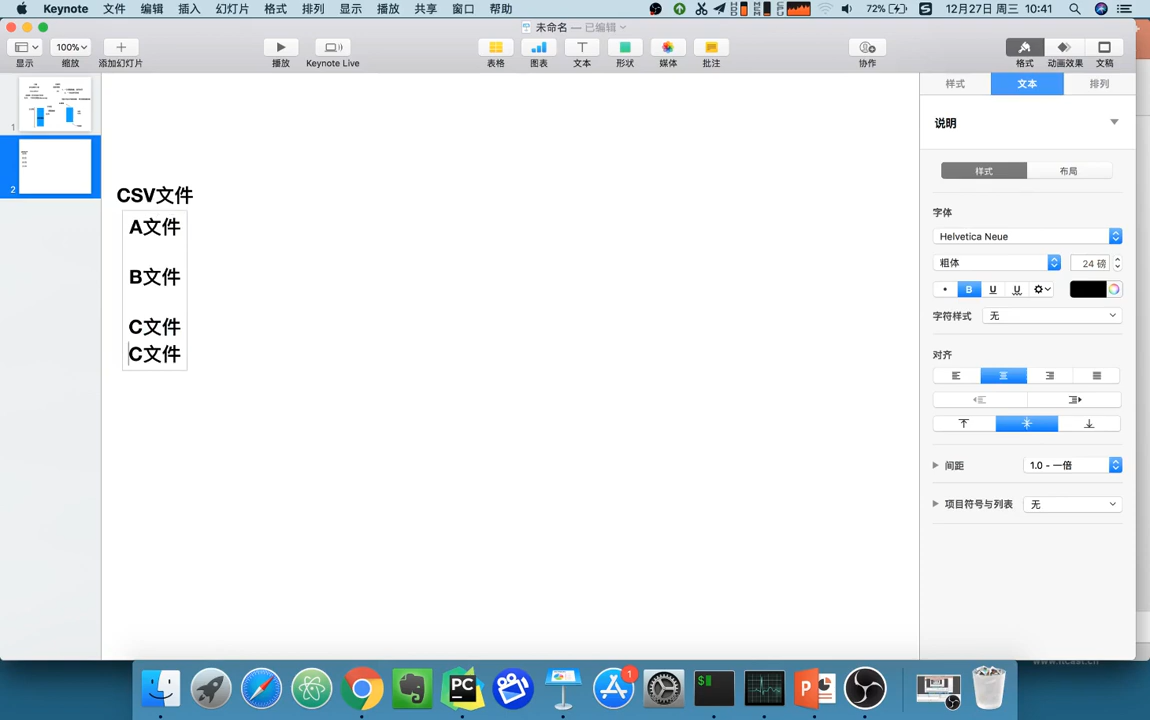 Keynote 文件 编辑 插入 幻灯片 格式 排列 显示 播放 共享 窗口 帮助 72% 12月27日 周三 10:41
未命名 — 已编辑
100%
显示 缩放 添加幻灯片 播放 Keynote Live 表格 图表 文本 形状 媒体 批注 协作 格式 动画效果 文稿
样式 文本 排列
1
2
CSV文件
A文件
B文件
C文件
C文件
说明
样式 布局
字体
Helvetica Neue
粗体 24 磅
B U U
字符样式 无
对齐
间距 1.0 - 一倍
项目符号与列表 无
PC
1
$
P